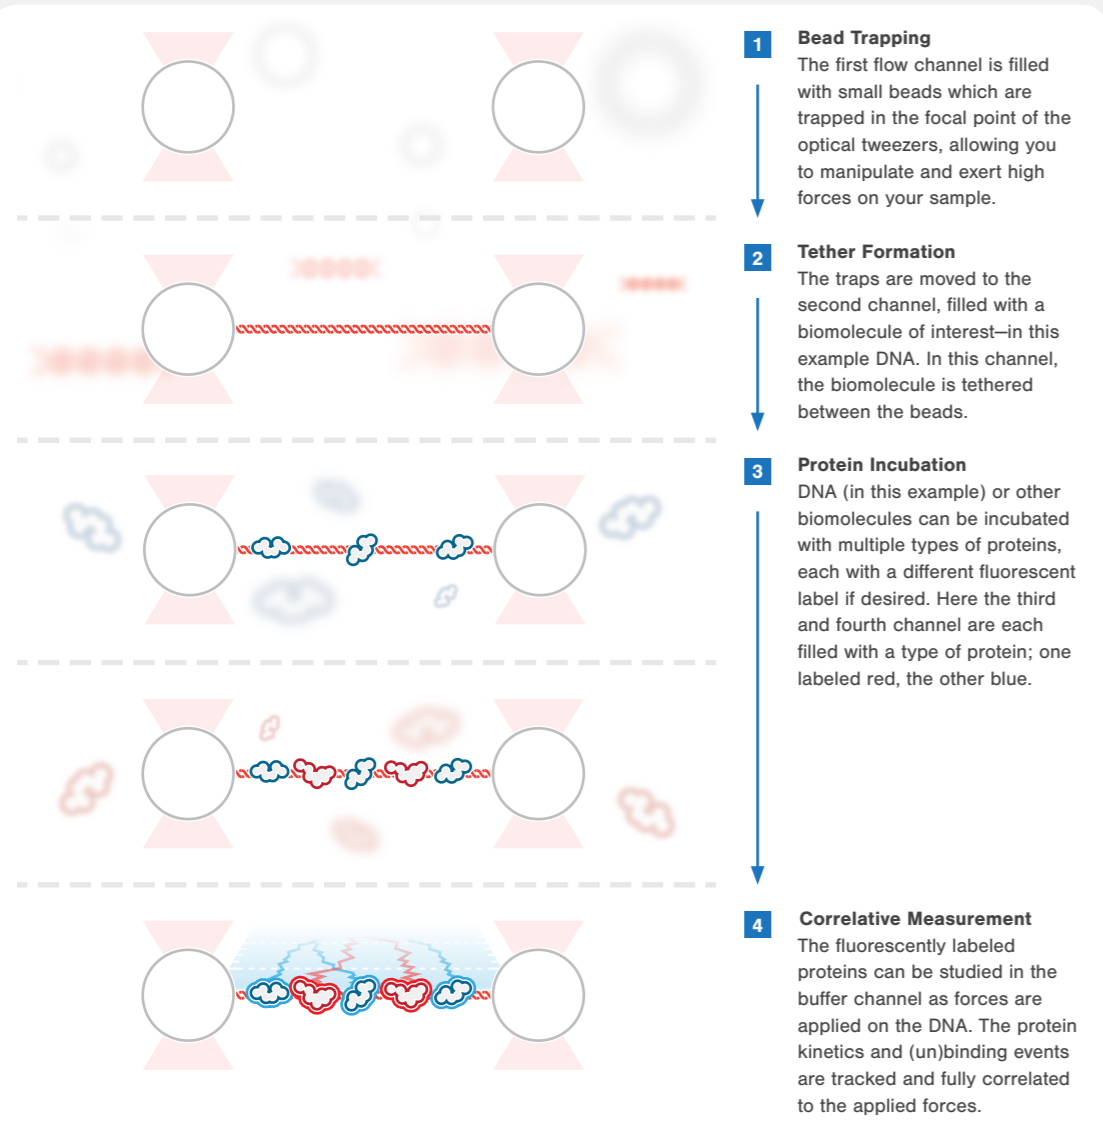 1
Bead Trapping
The first flow channel is filled
with small beads which are
trapped in the focal point of the
optical tweezers, allowing you
to manipulate and exert high
forces on your sample.
2
Tether Formation
The traps are moved to the
second channel, filled with a
biomolecule of interest—in this
example DNA. In this channel,
the biomolecule is tethered
between the beads.
3
Protein Incubation
DNA (in this example) or other
biomolecules can be incubated
with multiple types of proteins,
each with a different fluorescent
label if desired. Here the third
and fourth channel are each
filled with a type of protein; one
labeled red, the other blue.
4
Correlative Measurement
The fluorescently labeled
proteins can be studied in the
buffer channel as forces are
applied on the DNA. The protein
kinetics and (un)binding events
are tracked and fully correlated
to the applied forces.